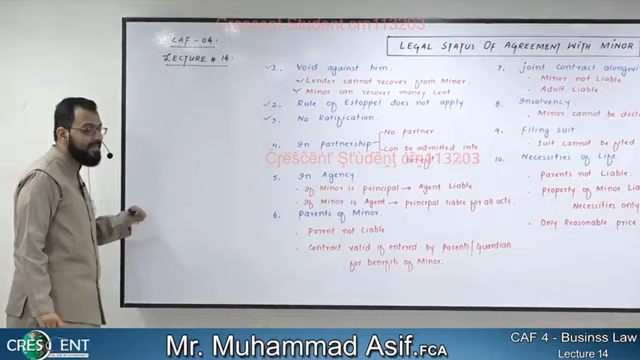 Crescent Student crn113203
CAF - 04.
LECTURE # 14.
LEGAL STATUS OF AGREEMENT WITH MINOR
✓ 1. Void against him.
✓ Lender cannot recover from Minor.
✓ Minor can recover money lent
✓ 2. Rule of Estoppel does not apply
✓ 3. No Ratification.
4. In partnership
No partner
Can be admitted into
benefit
Crescent Student crn113203
5. In Agency.
• If Minor is principal → Agent Liable
• If Minor is Agent → principal liable for all acts.
6. Parents of Minor.
• Parent not Liable
• Contract valid if entered by Parents/Guardian
for benefits of Minor.
7. Joint Contract alongwi
• Minor not Liable
• Adult Liable.
8. Insolvency
• Minor cannot be decl
9. Filing Suit
• Suit cannot be filed
10. Necessities of Life.
• Parents not Liable.
• Property of Minor Lia
Necessities only
• Only Reasonable price
CRESCENT
Mr. Muhammad Asif.FCA
CAF 4 - Businss Law
Lecture 14